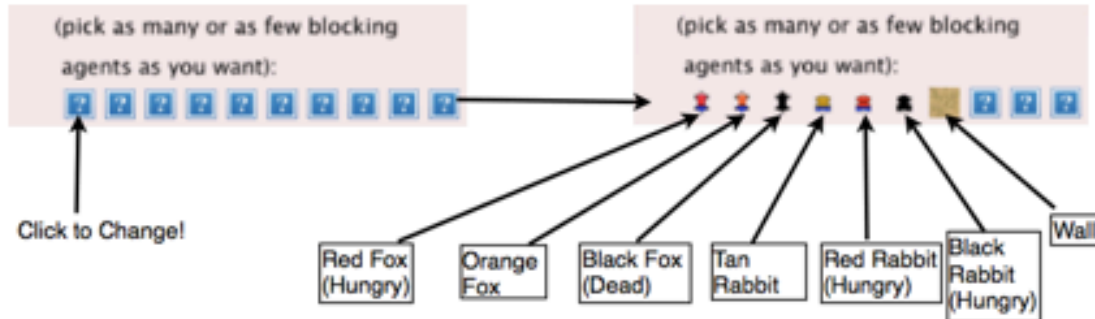 (pick as many or as few blocking
agents as you want):
? ? ? ? ? ? ? ? ? ?
Click to Change!
(pick as many or as few blocking
agents as you want):
? ? ?
Red Fox
(Hungry)
Orange
Fox
Black Fox
(Dead)
Tan
Rabbit
Red Rabbit
(Hungry)
Black
Rabbit
(Hungry)
Wall